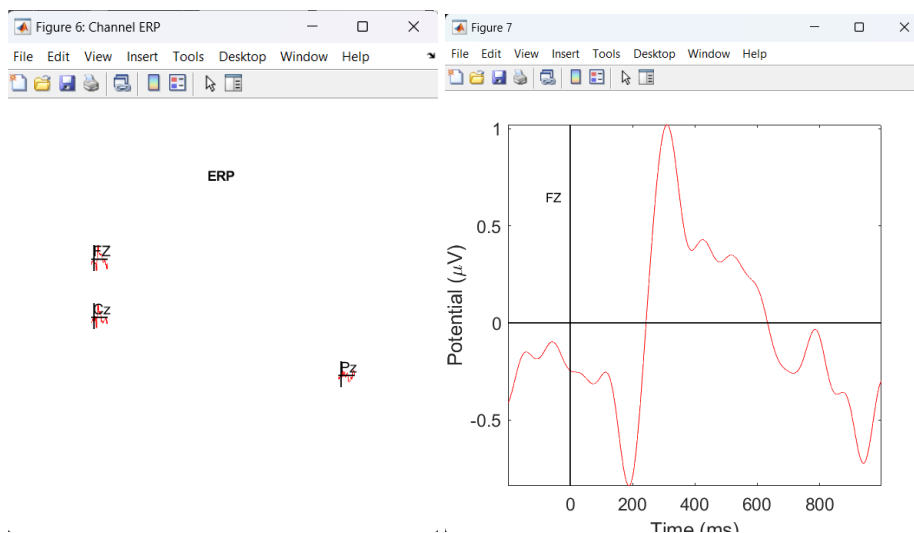 Figure 6: Channel ERP
File Edit View Insert Tools Desktop Window Help
ERP
FZ
Cz
Pz
Figure 7
File Edit View Insert Tools Desktop Window Help
1
0.5
0
-0.5
FZ
Potential (μV)
0 200 400 600 800
Time (ms)